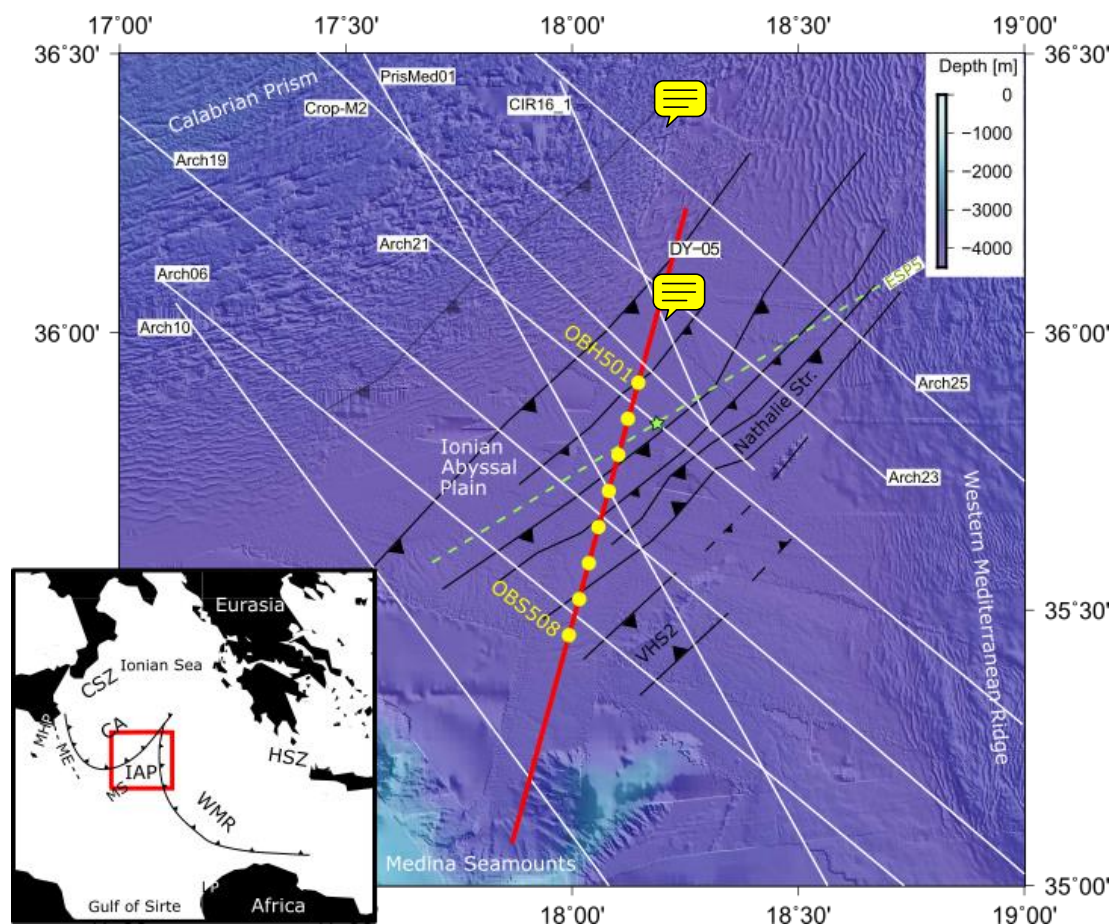 17°00'
17°30'
18°00'
18°30'
19°00'
36°30'
36°30'
Depth [m]
0
−1000
−2000
−3000
−4000
Calabrian Prism
PrisMed01
Crop-M2
CIR16_1
Arch19
Arch21
DY−05
Arch06
Arch10
ESP5
36°00'
36°00'
OBH501
Arch25
Nathalie Str.
Ionian
Abyssal
Plain
Arch23
Western Mediterranean Ridge
OBS508
VHS2
35°30'
Medina Seamounts
35°00'
18°00'
18°30'
19°00'
Eurasia
Ionian Sea
CSZ
CA
MHP
ME
IAP
MS
HSZ
WMR
Gulf of Sirte
Africa